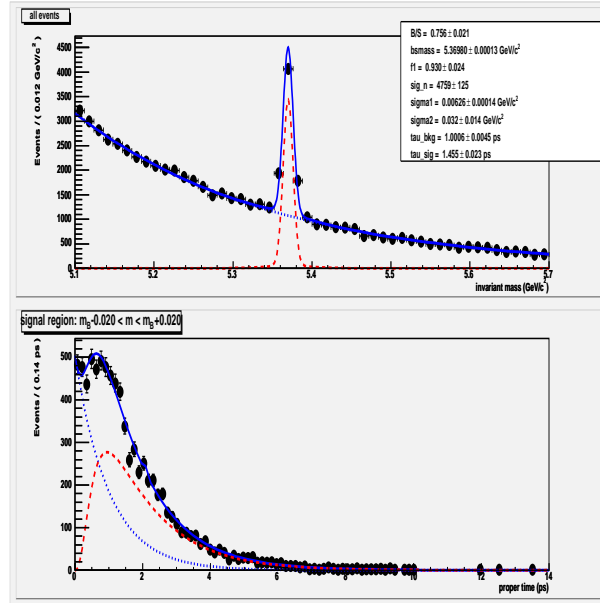 all events
Events / ( 0.012 GeV/c² )
4500
4000
3500
3000
2500
2000
1500
1000
500
0
5.1 5.2 5.3 5.4 5.5 5.6 5.7
invariant mass (GeV/c²)
B/S = 0.756 ± 0.021
bsmass = 5.36980 ± 0.00013 GeV/c²
f1 = 0.930 ± 0.024
sig_n = 4759 ± 125
sigma1 = 0.00626 ± 0.00014 GeV/c²
sigma2 = 0.032 ± 0.014 GeV/c²
tau_bkg = 1.0006 ± 0.0045 ps
tau_sig = 1.455 ± 0.023 ps
signal region: m_B-0.020 < m < m_B+0.020
Events / ( 0.14 ps )
500
400
300
200
100
0
0 2 4 6 8 10 12 14
proper time (ps)